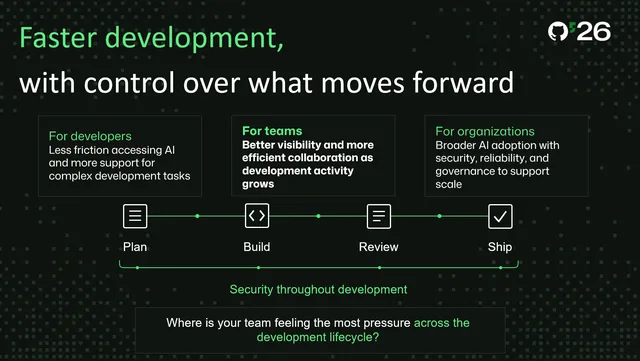 Faster development,
with control over what moves forward
26
For developers
Less friction accessing AI
and more support for
complex development tasks
For teams
Better visibility and more
efficient collaboration as
development activity
grows
For organizations
Broader AI adoption with
security, reliability, and
governance to support
scale
Plan
Build
Review
Ship
Security throughout development
Where is your team feeling the most pressure across the
development lifecycle?